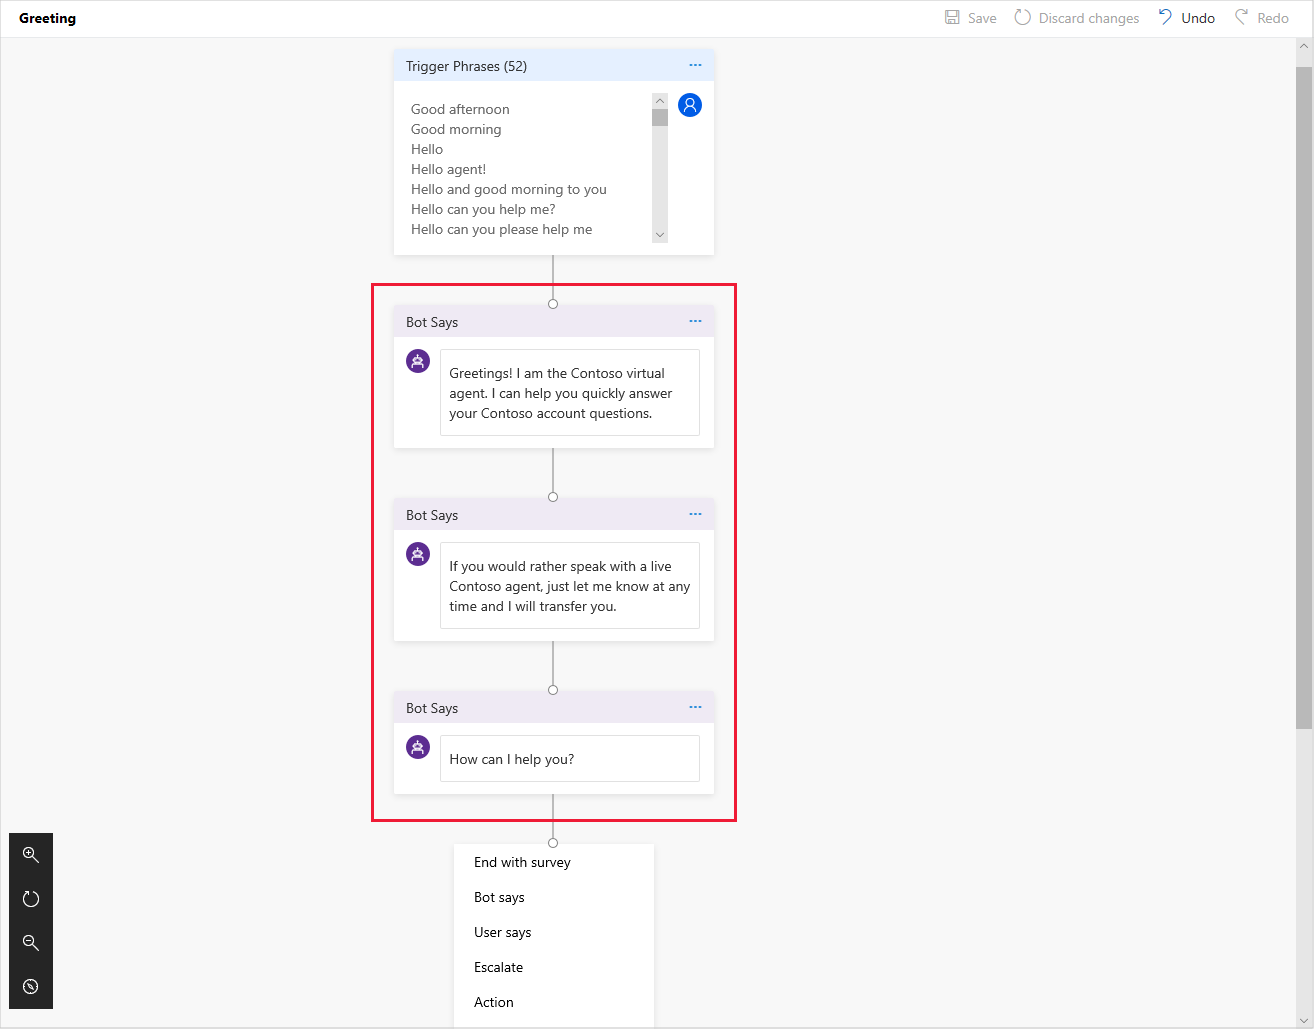 Greeting
Save
Discard changes
Undo
Redo
Trigger Phrases (52)
Good afternoon
Good morning
Hello
Hello agent!
Hello and good morning to you
Hello can you help me?
Hello can you please help me
Bot Says
Greetings! I am the Contoso virtual
agent. I can help you quickly answer
your Contoso account questions.
Bot Says
If you would rather speak with a live
Contoso agent, just let me know at any
time and I will transfer you.
Bot Says
How can I help you?
End with survey
Bot says
User says
Escalate
Action